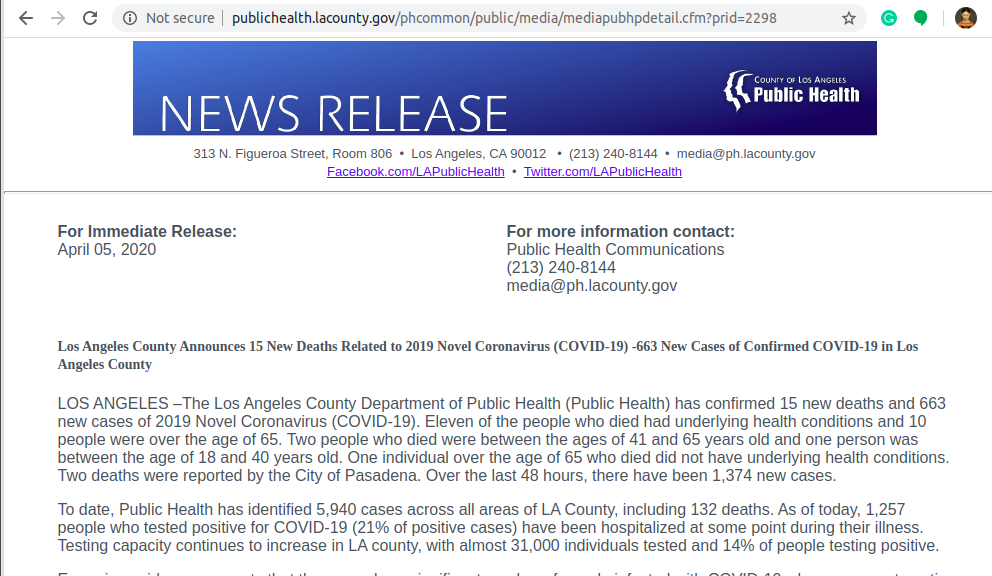 Not secure | publichealth.lacounty.gov/phcommon/public/media/mediapubhpdetail.cfm?prid=2298
NEWS RELEASE
COUNTY OF LOS ANGELES
Public Health
313 N. Figueroa Street, Room 806 • Los Angeles, CA 90012 • (213) 240-8144 • media@ph.lacounty.gov
Facebook.com/LAPublicHealth • Twitter.com/LAPublicHealth
For Immediate Release:
April 05, 2020
For more information contact:
Public Health Communications
(213) 240-8144
media@ph.lacounty.gov
Los Angeles County Announces 15 New Deaths Related to 2019 Novel Coronavirus (COVID-19) -663 New Cases of Confirmed COVID-19 in Los
Angeles County
LOS ANGELES –The Los Angeles County Department of Public Health (Public Health) has confirmed 15 new deaths and 663
new cases of 2019 Novel Coronavirus (COVID-19). Eleven of the people who died had underlying health conditions and 10
people were over the age of 65. Two people who died were between the ages of 41 and 65 years old and one person was
between the age of 18 and 40 years old. One individual over the age of 65 who died did not have underlying health conditions.
Two deaths were reported by the City of Pasadena. Over the last 48 hours, there have been 1,374 new cases.
To date, Public Health has identified 5,940 cases across all areas of LA County, including 132 deaths. As of today, 1,257
people who tested positive for COVID-19 (21% of positive cases) have been hospitalized at some point during their illness.
Testing capacity continues to increase in LA county, with almost 31,000 individuals tested and 14% of people testing positive.